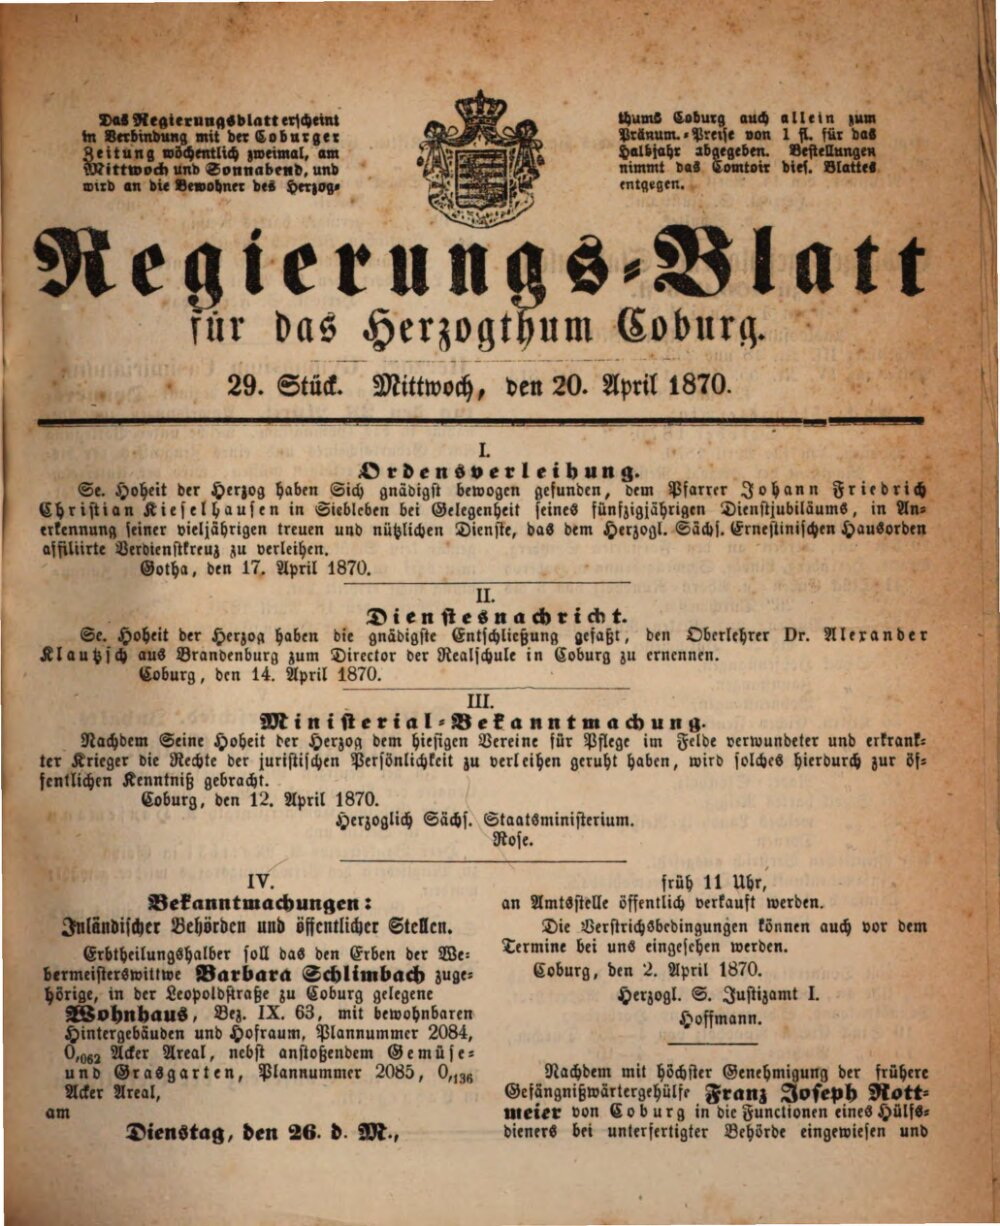 Das Regierungsblatt erscheint
in Verbindung mit der Coburger
Zeitung wöchentlich zweimal, am
Mittwoch und Sonnabend, und
wird an die Bewohner des Herzog-
thums Coburg auch allein zum
Pränum.-Preise von 1 fl. für das
Halbjahr abgegeben. Bestellungen
nimmt das Comtoir dies. Blattes
entgegen.
Regierungs-Blatt
für das Herzogthum Coburg.
29. Stück. Mittwoch, den 20. April 1870.
I.
Ordensverleihung.
Se. Hoheit der Herzog haben Sich gnädigst bewogen gefunden, dem Pfarrer Johann Friedrich
Christian Kieselhausen in Siebleben bei Gelegenheit seines fünfzigjährigen Dienstjubiläums, in An-
erkennung seiner vieljährigen treuen und nützlichen Dienste, das dem Herzogl. Sächs. Ernestinischen Hausorden
affiliirte Verdienstkreuz zu verleihen.
Gotha, den 17. April 1870.
II.
Dienstesnachricht.
Se. Hoheit der Herzog haben die gnädigste Entschließung gefaßt, den Oberlehrer Dr. Alexander
Klautzsch aus Brandenburg zum Director der Realschule in Coburg zu ernennen.
Coburg, den 14. April 1870.
III.
Ministerial-Bekanntmachung.
Nachdem Seine Hoheit der Herzog dem hiesigen Vereine für Pflege im Felde verwundeter und erkrank-
ter Krieger die Rechte der juristischen Persönlichkeit zu verleihen geruht haben, wird solches hierdurch zur öf-
fentlichen Kenntniß gebracht.
Coburg, den 12. April 1870.
Herzoglich Sächs. Staatsministerium.
Rose.
IV.
Bekanntmachungen:
Inländischer Behörden und öffentlicher Stellen.
Erbtheilungshalber soll das den Erben der We-
bermeisterswittwe Barbara Schlimbach zuge-
hörige, in der Leopoldstraße zu Coburg gelegene
Wohnhaus, Bez. IX. 63, mit bewohnbaren
Hintergebäuden und Hofraum, Plannummer 2084,
0,062 Acker Areal, nebst anstoßendem Gemüse-
und Grasgarten, Plannummer 2085, 0,136
Acker Areal,
am
Dienstag, den 26. d. M.,
früh 11 Uhr,
an Amtsstelle öffentlich verkauft werden.
Die Verstrichsbedingungen können auch vor dem
Termine bei uns eingesehen werden.
Coburg, den 2. April 1870.
Herzogl. S. Justizamt I.
Hoffmann.
Nachdem mit höchster Genehmigung der frühere
Gefängnißwärtergehülfe Franz Joseph Rott-
meier von Coburg in die Functionen eines Hülfs-
dieners bei unterfertigter Behörde eingewiesen und